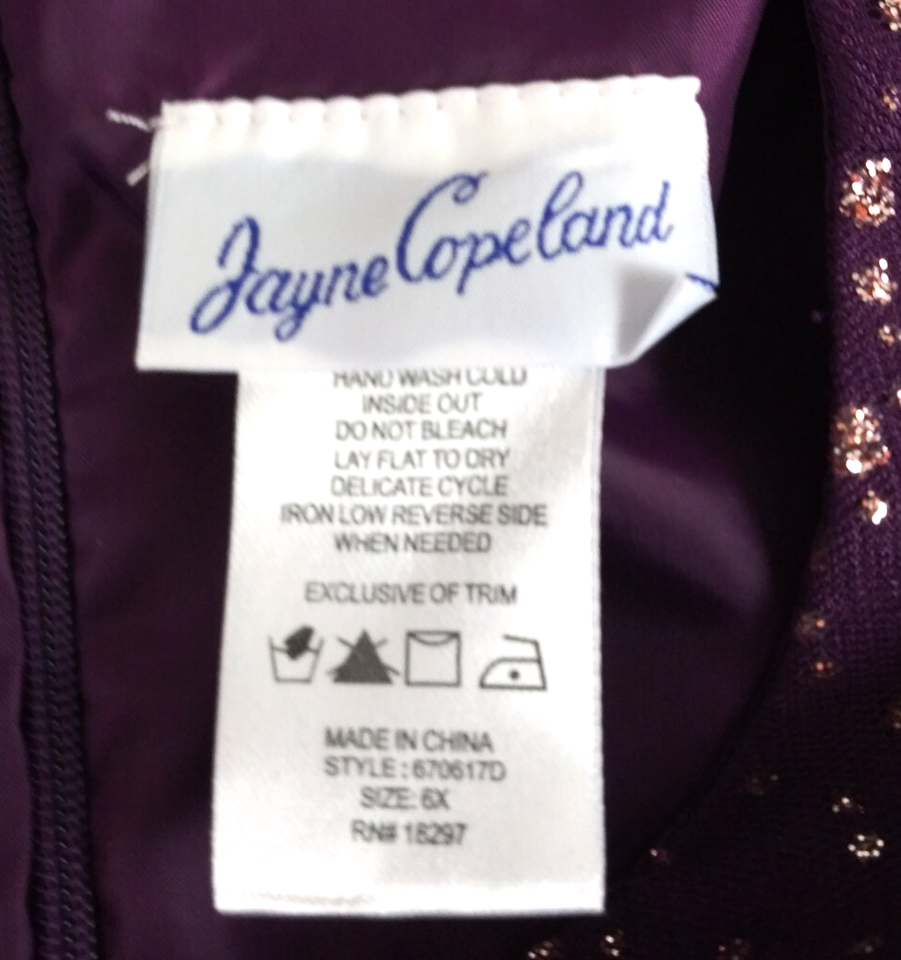 Jayne Copeland
HAND WASH COLD
INSIDE OUT
DO NOT BLEACH
LAY FLAT TO DRY
DELICATE CYCLE
IRON LOW REVERSE SIDE
WHEN NEEDED
EXCLUSIVE OF TRIM
MADE IN CHINA
STYLE : 670617D
SIZE: 6X
RN# 18297